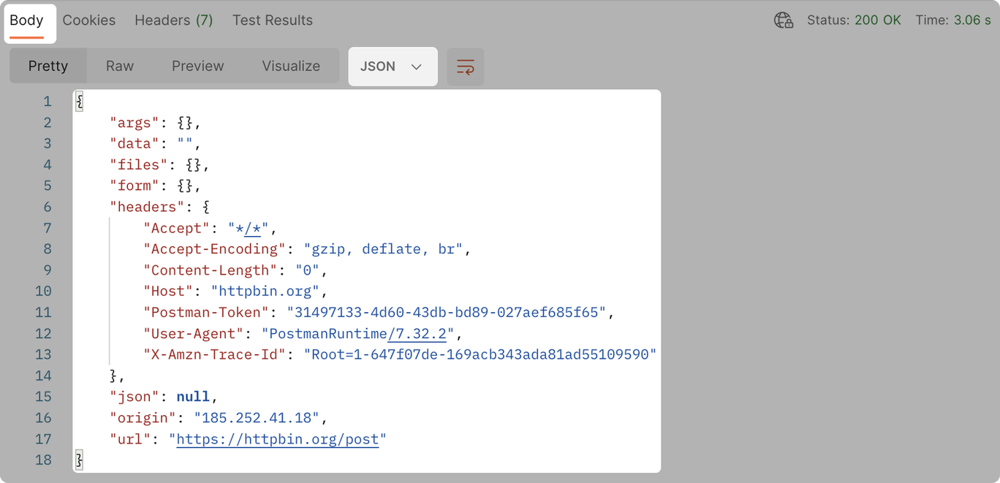 Body Cookies Headers (7) Test Results Status: 200 OK Time: 3.06 s
Pretty Raw Preview Visualize JSON
1 {
2 "args": {},
3 "data": "",
4 "files": {},
5 "form": {},
6 "headers": {
7 "Accept": "*/*",
8 "Accept-Encoding": "gzip, deflate, br",
9 "Content-Length": "0",
10 "Host": "httpbin.org",
11 "Postman-Token": "31497133-4d60-43db-bd89-027aef685f65",
12 "User-Agent": "PostmanRuntime/7.32.2",
13 "X-Amzn-Trace-Id": "Root=1-647f07de-169acb343ada81ad55109590"
14 },
15 "json": null,
16 "origin": "185.252.41.18",
17 "url": "https://httpbin.org/post"
18 }